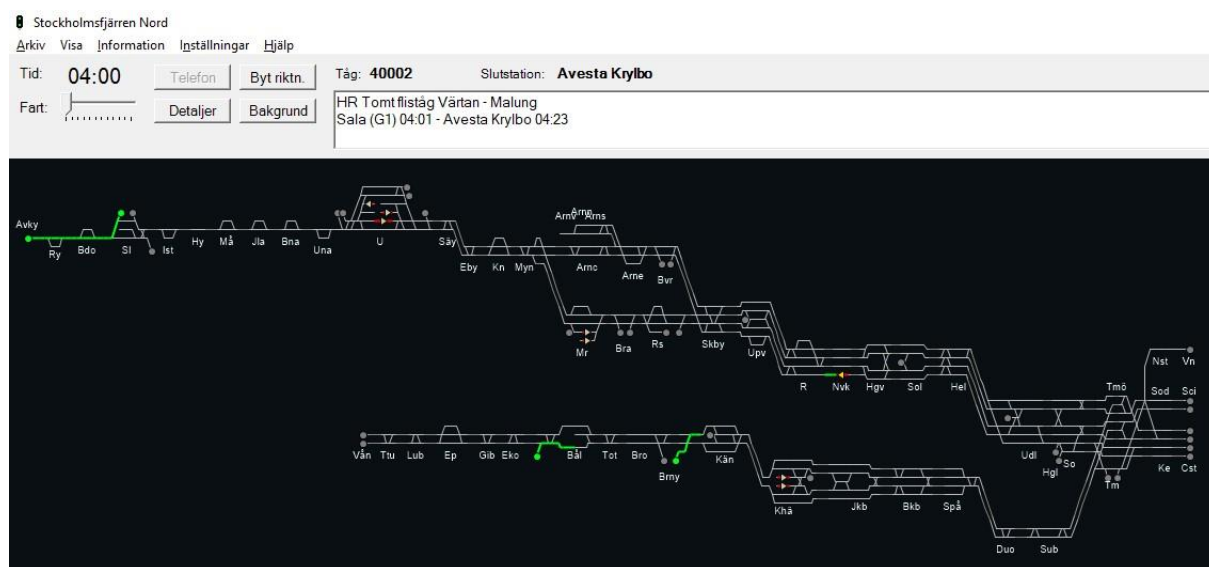 Stockholmsfjärren Nord
Arkiv Visa Information Inställningar Hjälp
Tid: 04:00 Telefon Byt riktn. Tåg: 40002 Slutstation: Avesta Krylbo
Fart: Detaljer Bakgrund
HR Tomt fliståg Värtan - Malung
Sala (G1) 04:01 - Avesta Krylbo 04:23
Avky Ry Bdo Sl Ist Hy Må Jla Bna Una U Säy
Eby Kn Myn Arnc Arne Bvr
Arns
Mr Bra Rs Skby Upv
R Nvk Hgv Sol Hel
Tmö Nst Vn
Sod Sci
Udl Hgl So Tm Ke Cst
Vån Ttu Lub Ep Gib Eko Bål Tot Bro Brny Kän
Khä Jkb Bkb Spå
Duo Sub